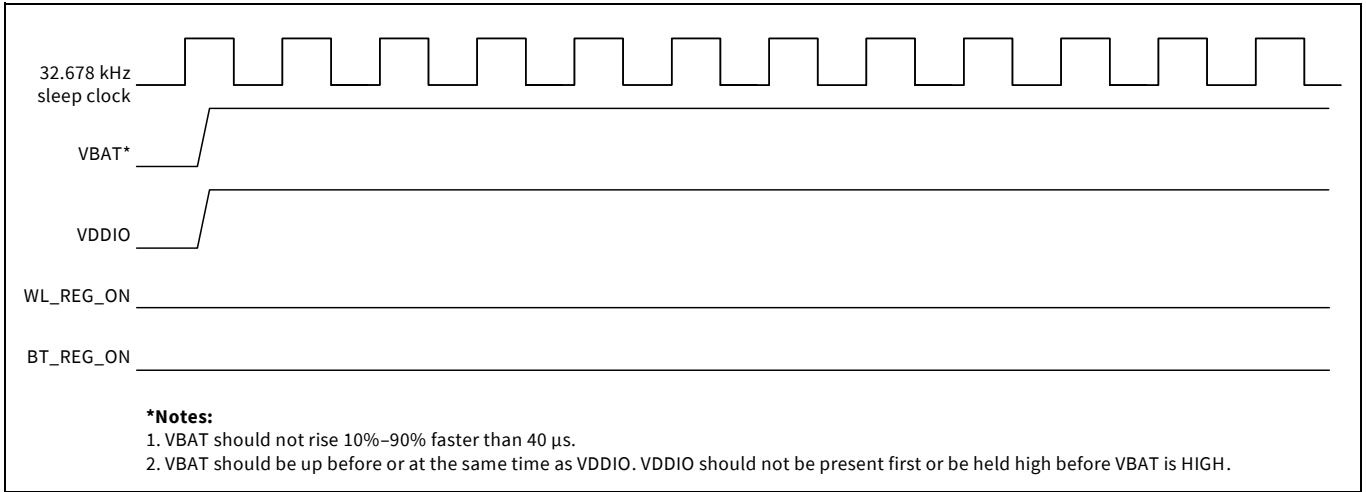 32.678 kHz
sleep clock
VBAT*
VDDIO
WL_REG_ON
BT_REG_ON
*Notes:
1. VBAT should not rise 10%–90% faster than 40 µs.
2. VBAT should be up before or at the same time as VDDIO. VDDIO should not be present first or be held high before VBAT is HIGH.